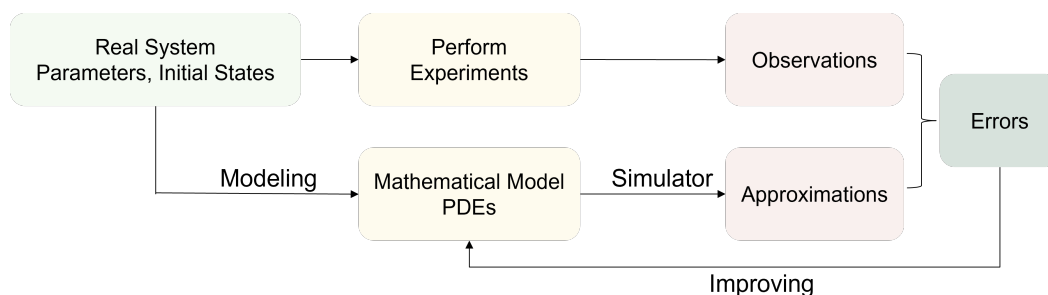 Real System
Parameters, Initial States
Perform
Experiments
Observations
Errors
Modeling
Mathematical Model
PDEs
Simulator
Approximations
Improving